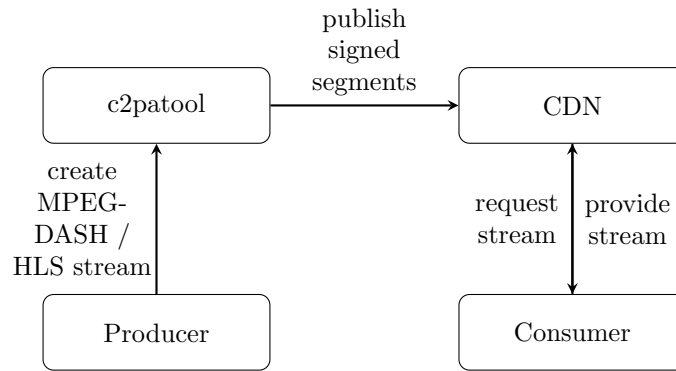 publish
signed
segments
c2patool
CDN
create
MPEG-
DASH /
HLS stream
request
stream
provide
stream
Producer
Consumer